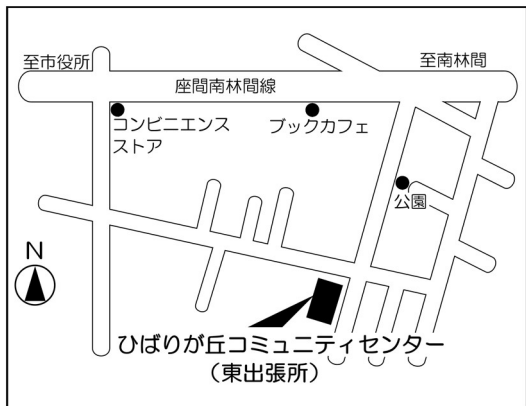 至市役所
至南林間
座間南林間線
コンビニエンス
ストア
ブックカフェ
公園
N
ひばりが丘コミュニティセンター
（東出張所）